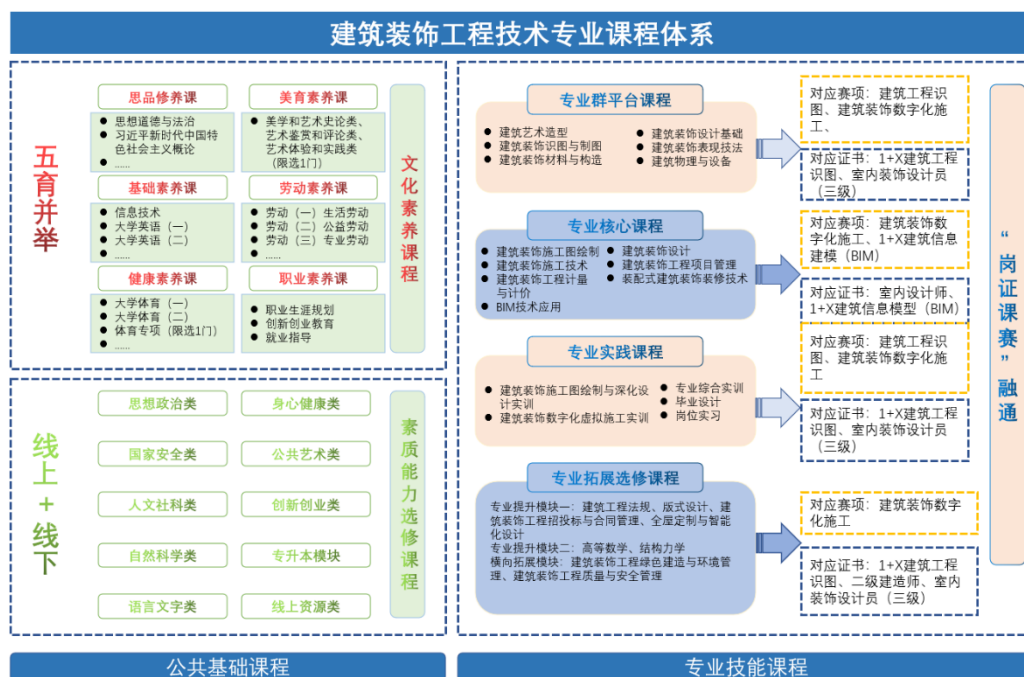 建筑装饰工程技术专业课程体系
五育并举
思品修养课
● 思想道德与法治
● 习近平新时代中国特
色社会主义概论
● ……
美育素养课
● 美学和艺术史论类、
艺术鉴赏和评论类、
艺术体验和实践类
（限选1门）
基础素养课
● 信息技术
● 大学英语（一）
● 大学英语（二）
● ……
劳动素养课
● 劳动（一）生活劳动
● 劳动（二）公益劳动
● 劳动（三）专业劳动
● ……
健康素养课
● 大学体育（一）
● 大学体育（二）
● 体育专项（限选1门）
● ……
职业素养课
● 职业生涯规划
● 创新创业教育
● 就业指导
文化素养课程
线上+线下
思想政治类
身心健康类
国家安全类
公共艺术类
人文社科类
创新创业类
自然科学类
专升本模块
语言文字类
线上资源类
素质能力选修课程
公共基础课程
专业群平台课程
● 建筑艺术造型
● 建筑装饰识图与制图
● 建筑装饰材料与构造
● 建筑装饰设计基础
● 建筑装饰表现技法
● 建筑物理与设备
对应赛项：建筑工程识
图、建筑装饰数字化施
工、
对应证书：1+X建筑工程
识图、室内装饰设计员
（三级）
专业核心课程
● 建筑装饰施工图绘制
● 建筑装饰施工技术
● 建筑装饰工程计量
与计价
● BIM技术应用
● 建筑装饰设计
● 建筑装饰工程项目管理
● 装配式建筑装饰装修技术
对应赛项：建筑装饰数
字化施工、1+X建筑信息
建模（BIM）
对应证书：室内设计师、
1+X建筑信息模型（BIM）
专业实践课程
● 建筑装饰施工图绘制与深化设
计实训
● 建筑装饰数字化虚拟施工实训
● 专业综合实训
● 毕业设计
● 岗位实习
对应赛项：建筑工程识
图、建筑装饰数字化施
工
对应证书：1+X建筑工程
识图、室内装饰设计员
（三级）
专业拓展选修课程
专业提升模块一：建筑工程法规、版式设计、建
筑装饰工程招投标与合同管理、全屋定制与智能
化设计
专业提升模块二：高等数学、结构力学
横向拓展模块：建筑装饰工程绿色建造与环境管
理、建筑装饰工程质量与安全管理
对应赛项：建筑装饰数字
化施工
对应证书：1+X建筑工程
识图、二级建造师、室内
装饰设计员（三级）
“岗证课赛”融通
专业技能课程